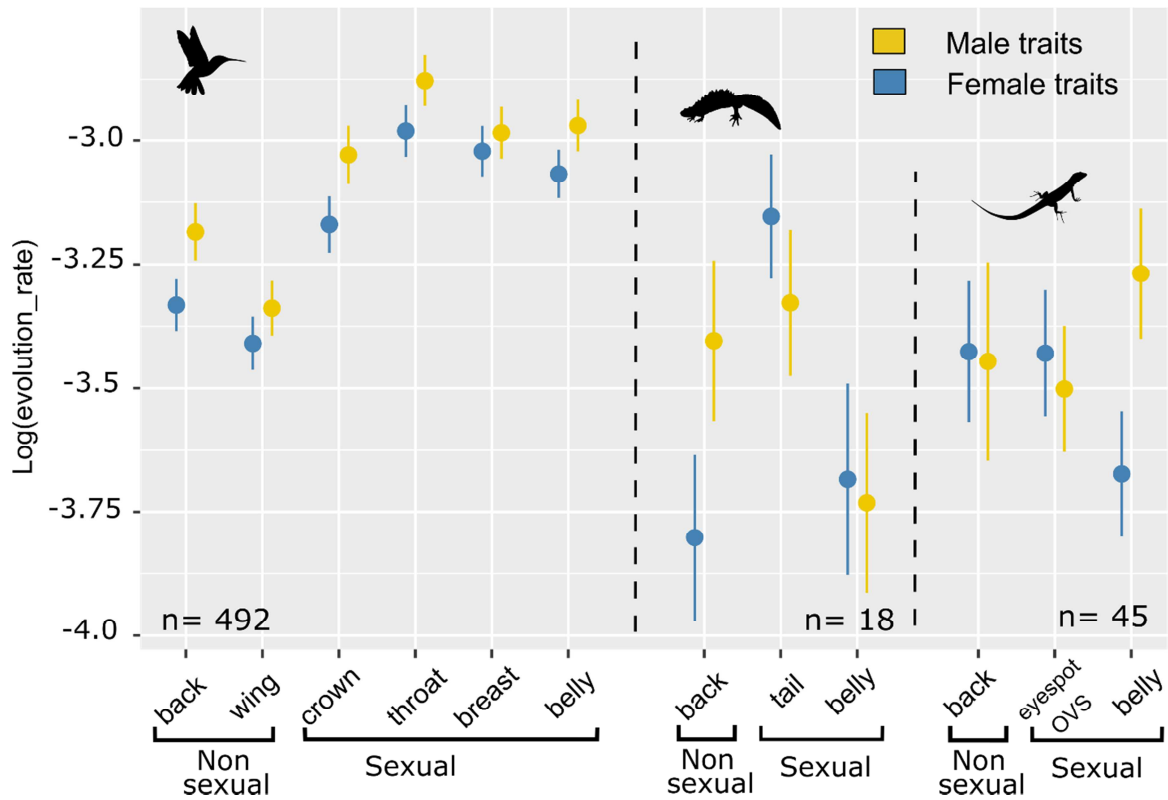 Male traits
Female traits
Log(evolution_rate)
-3.0
-3.25
-3.5
-3.75
-4.0
n= 492
n= 18
n= 45
back
wing
crown
throat
breast
belly
back
tail
belly
back
eyespot
OVS
belly
Non
sexual
Sexual
Non
sexual
Sexual
Non
sexual
Sexual